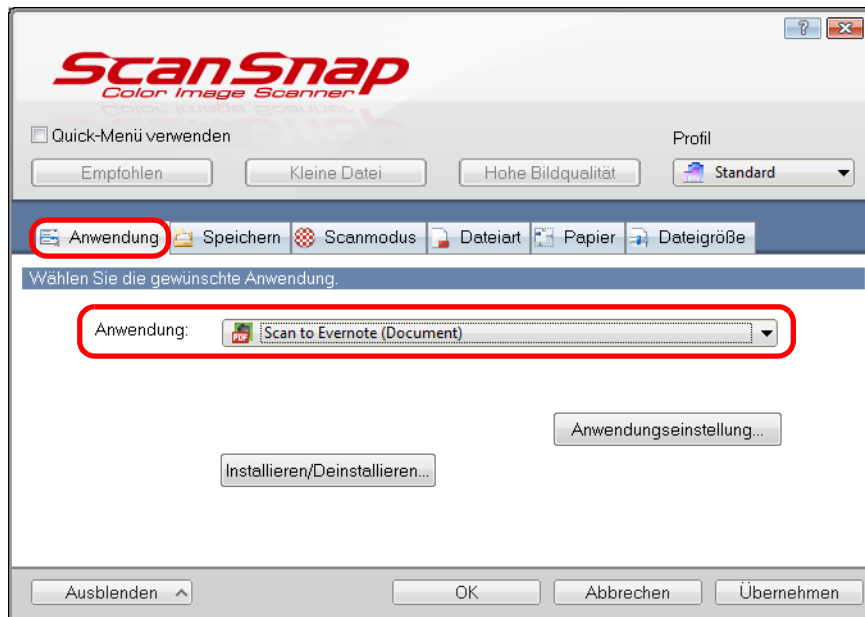 ScanSnap
Color Image Scanner
Quick-Menü verwenden
Profil
Empfohlen Kleine Datei Hohe Bildqualität Standard
Anwendung Speichern Scanmodus Dateiart Papier Dateigröße
Wählen Sie die gewünschte Anwendung.
Anwendung: PDF Scan to Evernote (Document)
Anwendungseinstellung...
Installieren/Deinstallieren...
Ausblenden OK Abbrechen Übernehmen